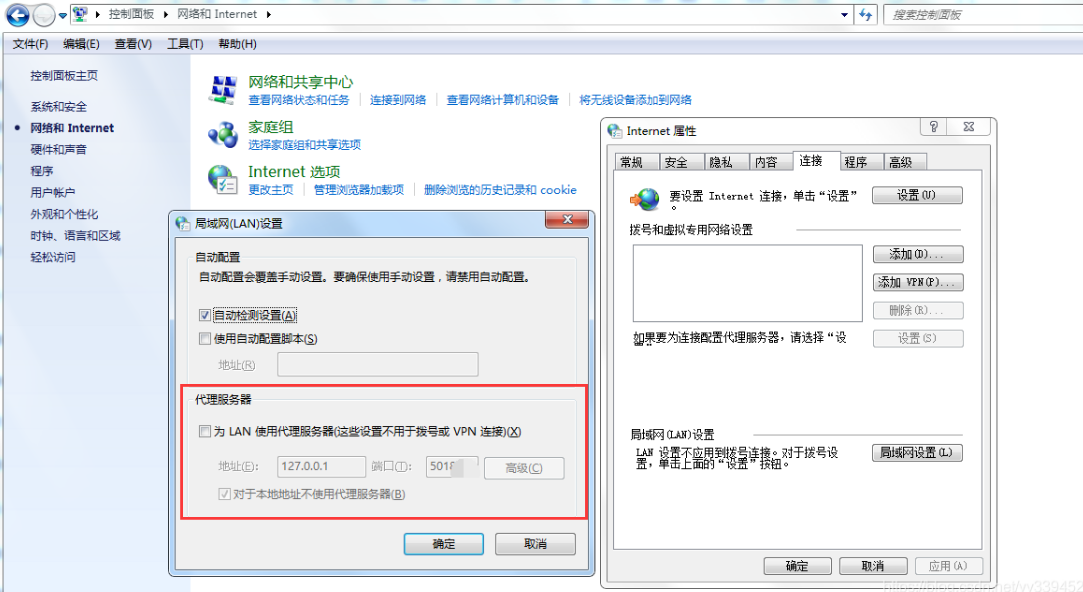 控制面板 ▸ 网络和 Internet ▸
搜索控制面板
文件(F) 编辑(E) 查看(V) 工具(T) 帮助(H)
控制面板主页
系统和安全
网络和 Internet
硬件和声音
程序
用户帐户
外观和个性化
时钟、语言和区域
轻松访问
网络和共享中心
查看网络状态和任务 | 连接到网络 | 查看网络计算机和设备 | 将无线设备添加到网络
家庭组
选择家庭组和共享选项
Internet 选项
更改主页 | 管理浏览器加载项 | 删除浏览的历史记录和 cookie
局域网(LAN)设置
自动配置
自动配置会覆盖手动设置。要确保使用手动设置，请禁用自动配置。
自动检测设置(A)
使用自动配置脚本(S)
地址(R)
代理服务器
为 LAN 使用代理服务器(这些设置不用于拨号或 VPN 连接)(X)
地址(E): 127.0.0.1 端口(T): 5018 高级(C)
对于本地地址不使用代理服务器(B)
确定 取消
Internet 属性
常规 安全 隐私 内容 连接 程序 高级
要设置 Internet 连接，单击“设置”
。
设置(U)
拨号和虚拟专用网络设置
添加(D)...
添加 VPN(P)...
删除(R)...
如果要为连接配置代理服务器，请选择“设
设置(S)
局域网(LAN)设置
LAN 设置不应用到拨号连接。对于拨号设
置，单击上面的“设置”按钮。
局域网设置(L)
确定 取消 应用(A)